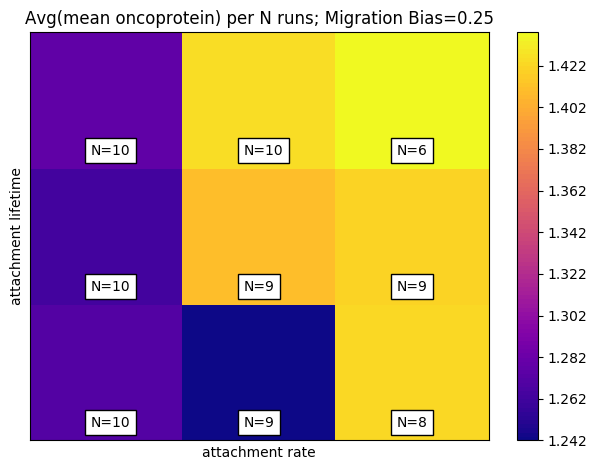 Avg(mean oncoprotein) per N runs; Migration Bias=0.25
attachment lifetime
N=10
N=10
N=6
N=10
N=9
N=9
N=10
N=9
N=8
attachment rate
1.422
1.402
1.382
1.362
1.342
1.322
1.302
1.282
1.262
1.242